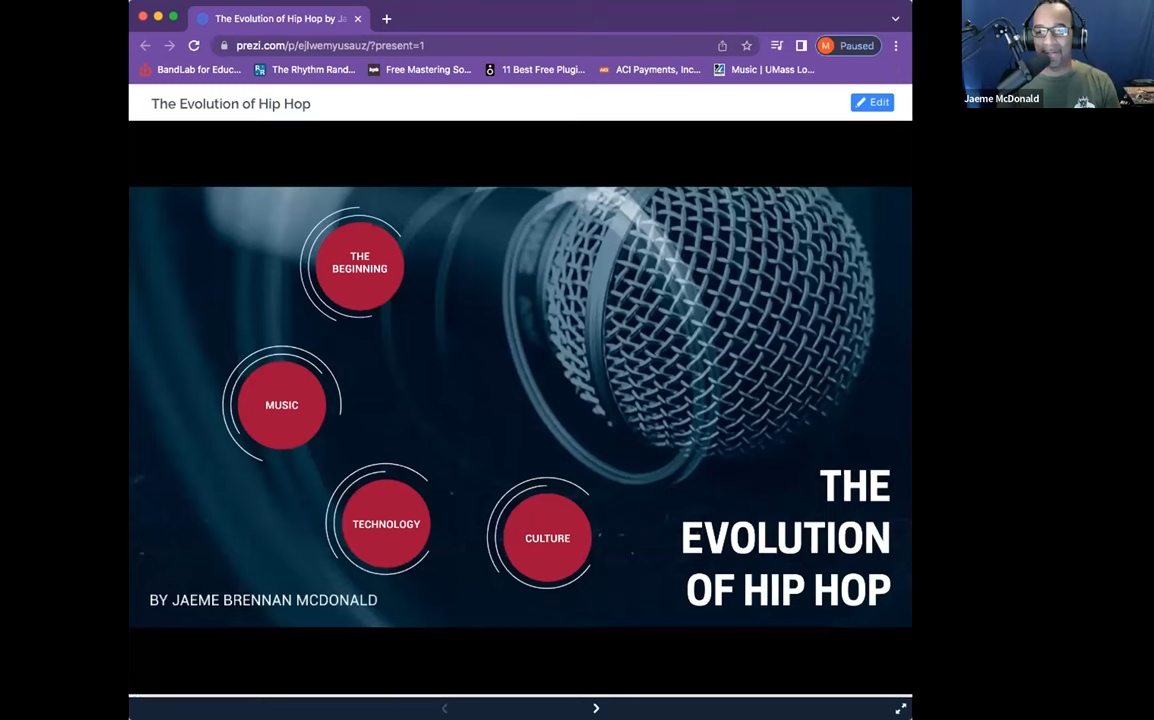 The Evolution of Hip Hop by Ja
prezi.com/p/ejlwemyusauz/?present=1
M Paused
BandLab for Educ... The Rhythm Rand... Free Mastering So... 11 Best Free Plugi... ACI Payments, Inc... Music | UMass Lo...
The Evolution of Hip Hop
Edit
Jaeme McDonald
THE
BEGINNING
MUSIC
TECHNOLOGY
CULTURE
THE
EVOLUTION
OF HIP HOP
BY JAEME BRENNAN MCDONALD